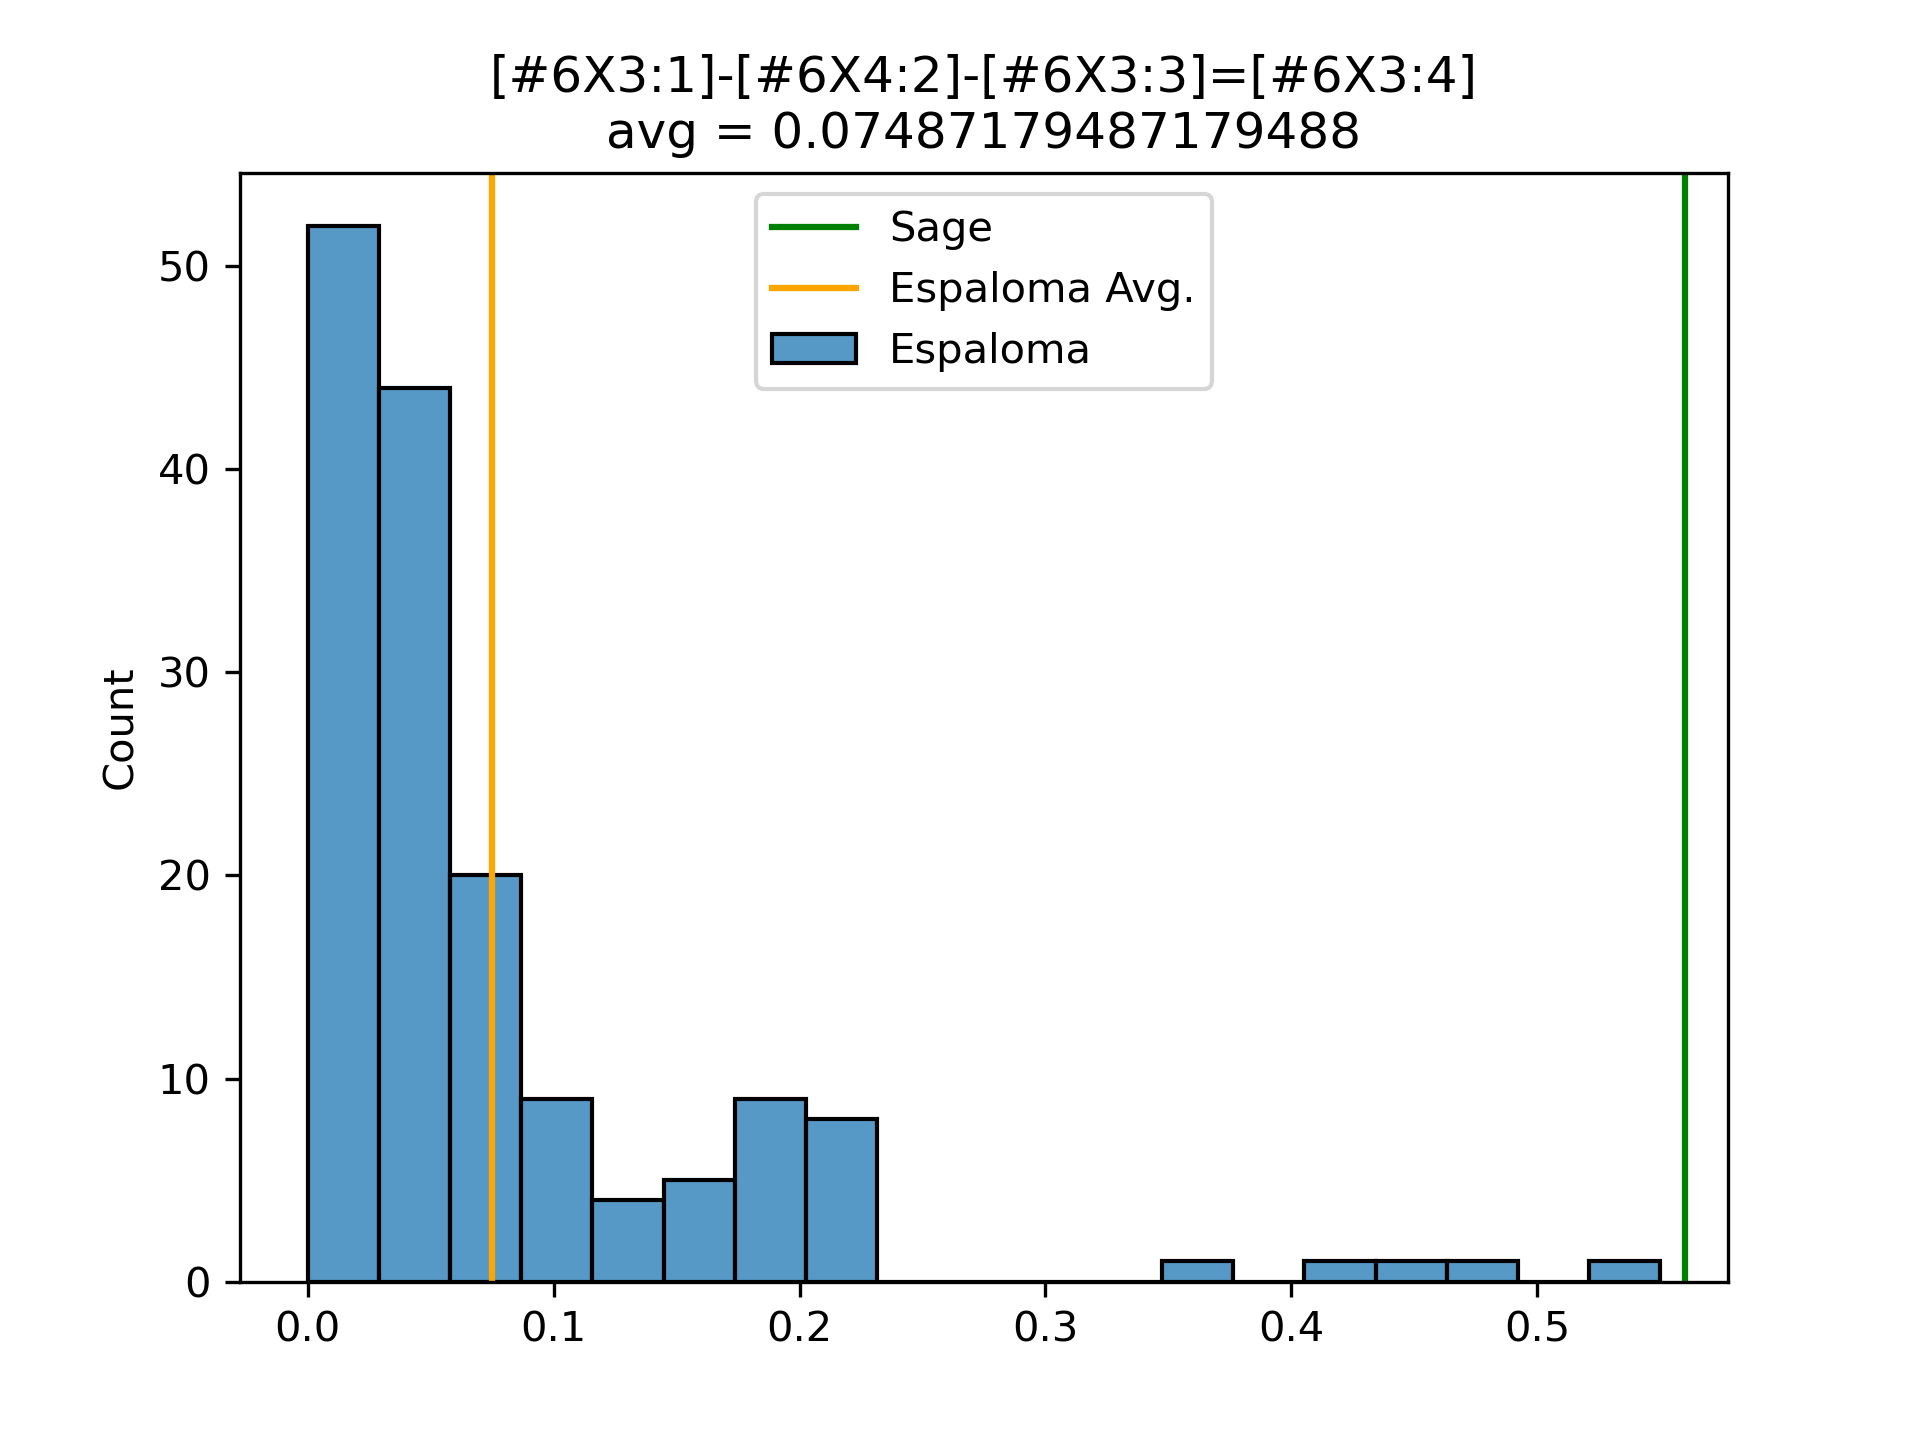 [#6X3:1]-[#6X4:2]-[#6X3:3]=[#6X3:4]
avg = 0.07487179487179488
Sage
Espaloma Avg.
Espaloma
50
40
30
20
10
0
Count
0.0 0.1 0.2 0.3 0.4 0.5